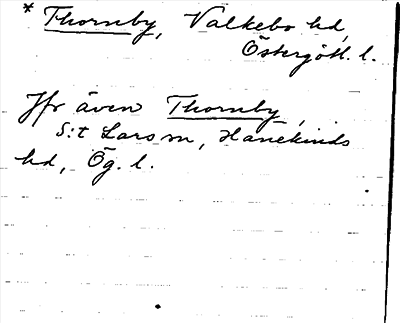 * Thornby, Valkebo hd,
Östergötl. l.
Jfr även Thornby,
S:t Lars sn, Hanekinds
hd, Ög. l.